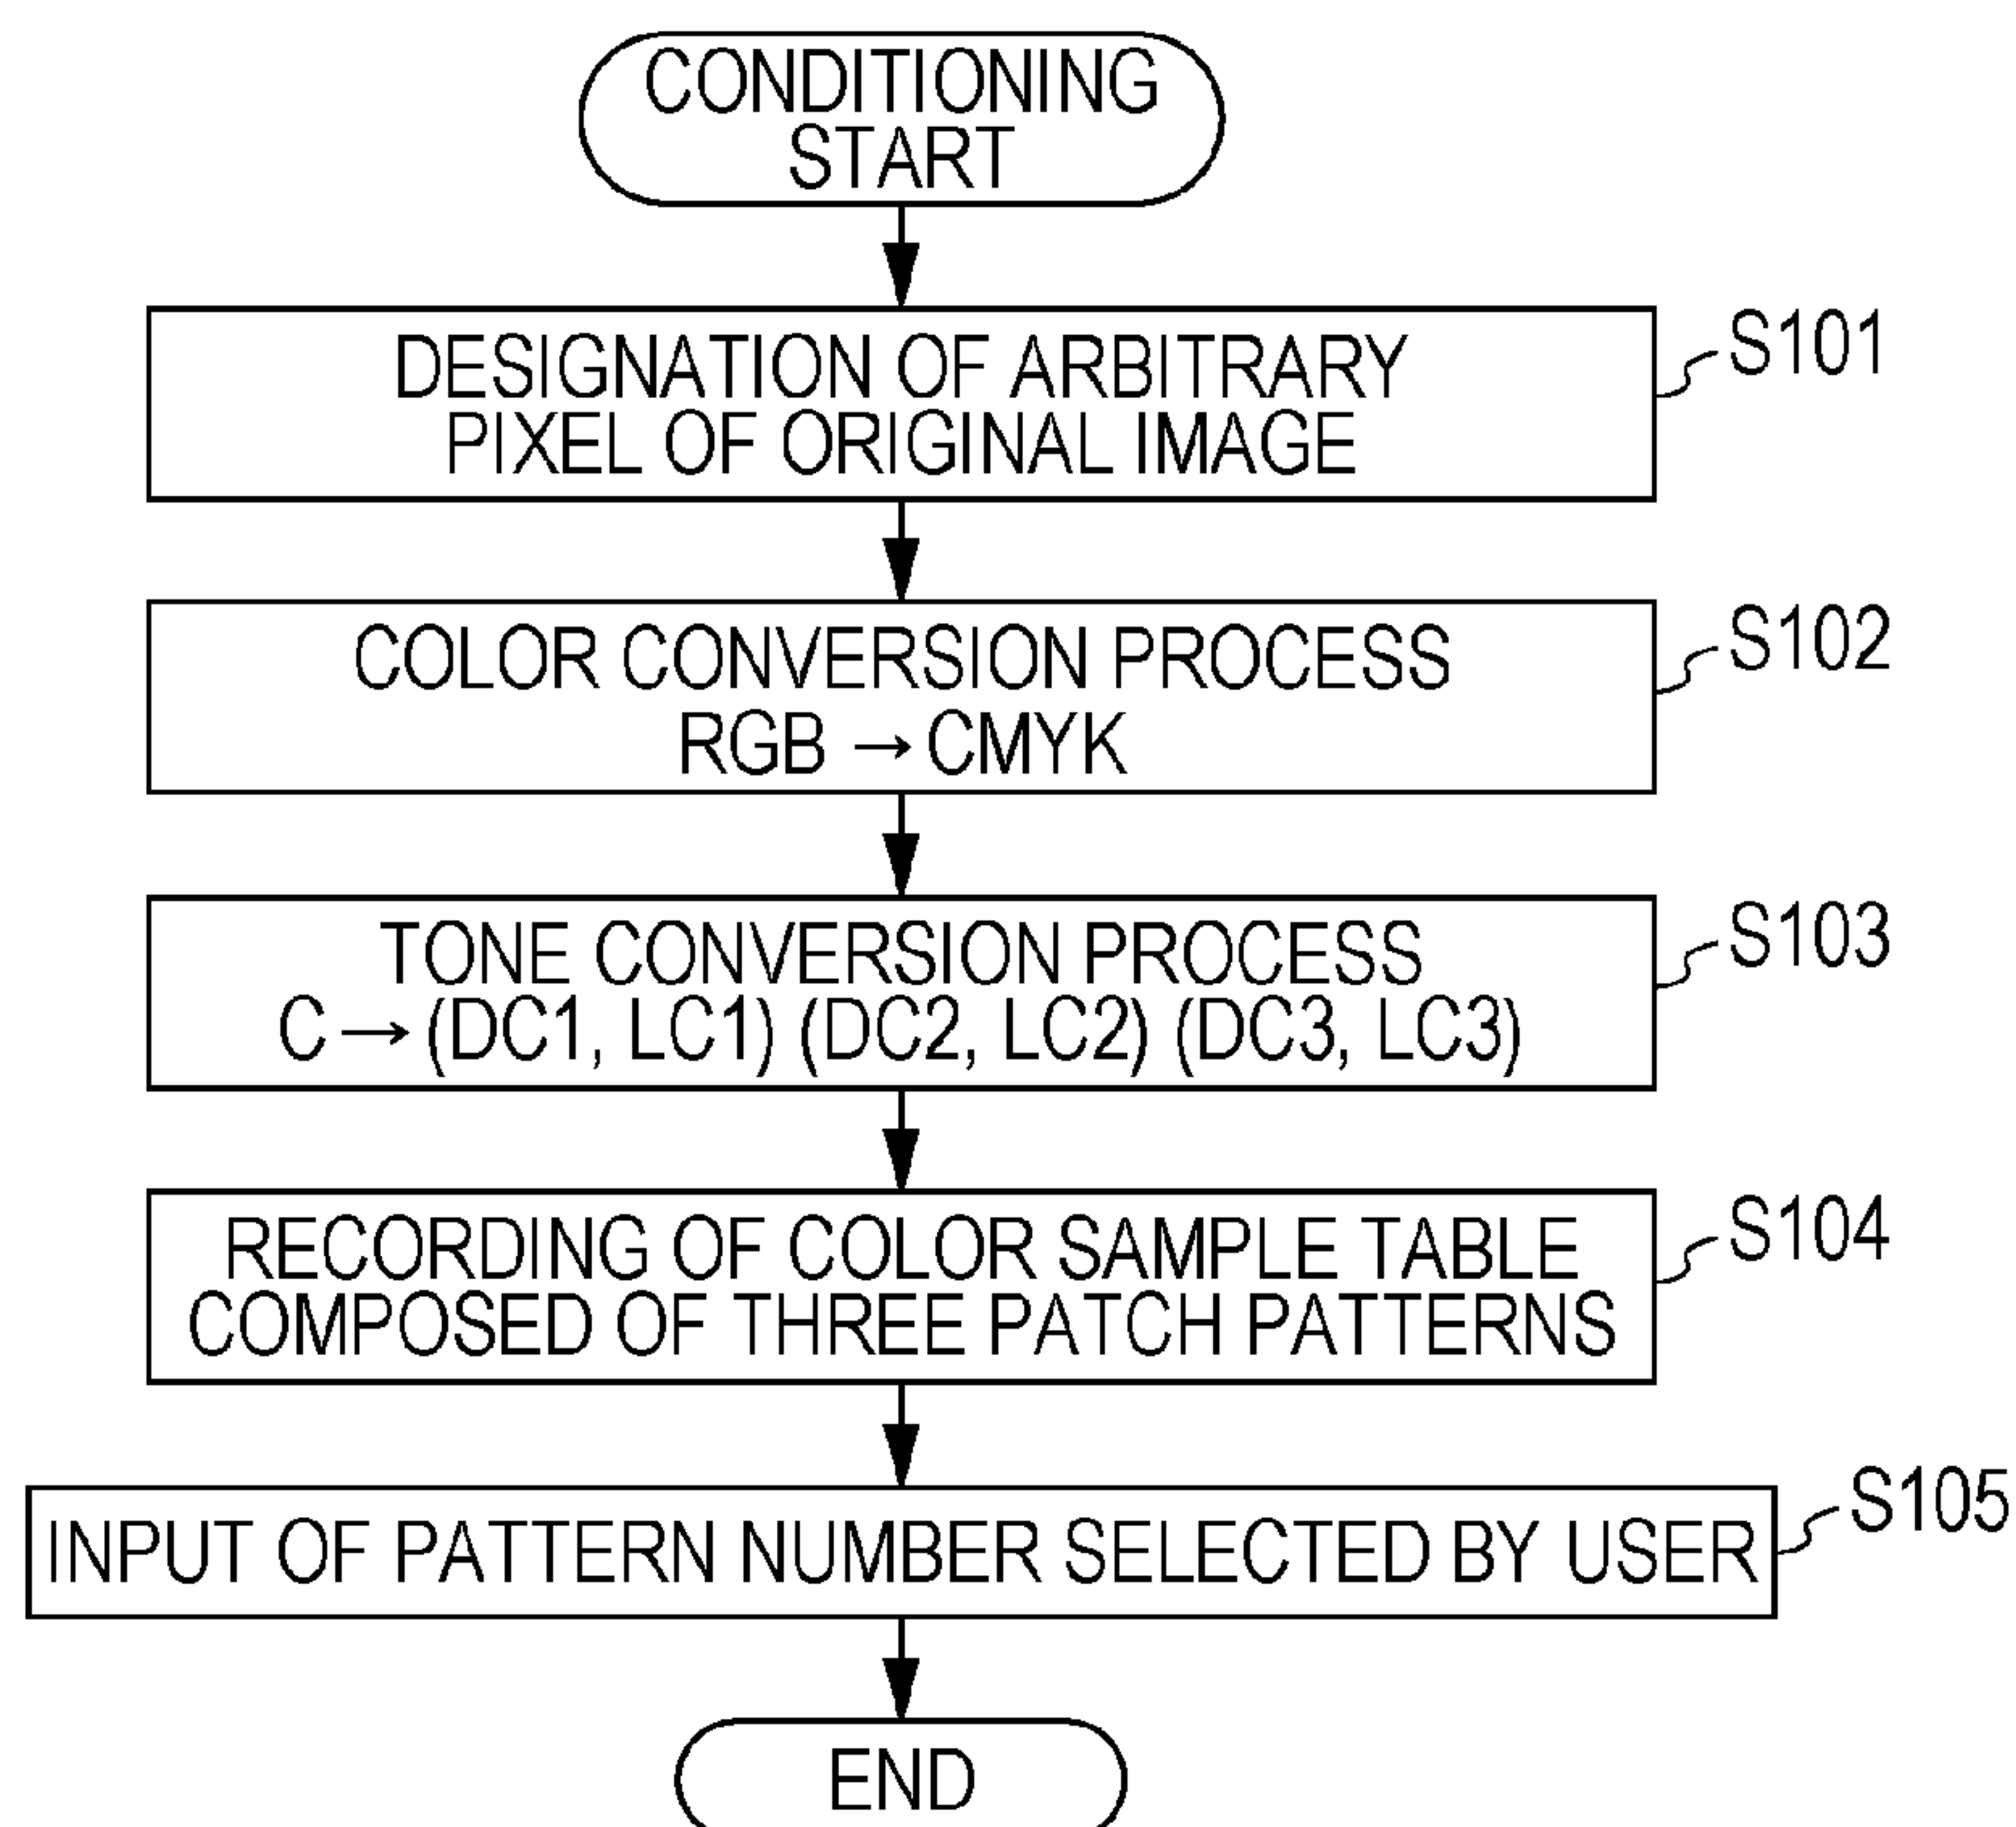 CONDITIONING
START
DESIGNATION OF ARBITRARY
PIXEL OF ORIGINAL IMAGE
S101
COLOR CONVERSION PROCESS
RGB → CMYK
S102
TONE CONVERSION PROCESS
C → (DC1, LC1) (DC2, LC2) (DC3, LC3)
S103
RECORDING OF COLOR SAMPLE TABLE
COMPOSED OF THREE PATCH PATTERNS
S104
INPUT OF PATTERN NUMBER SELECTED BY USER
S105
END